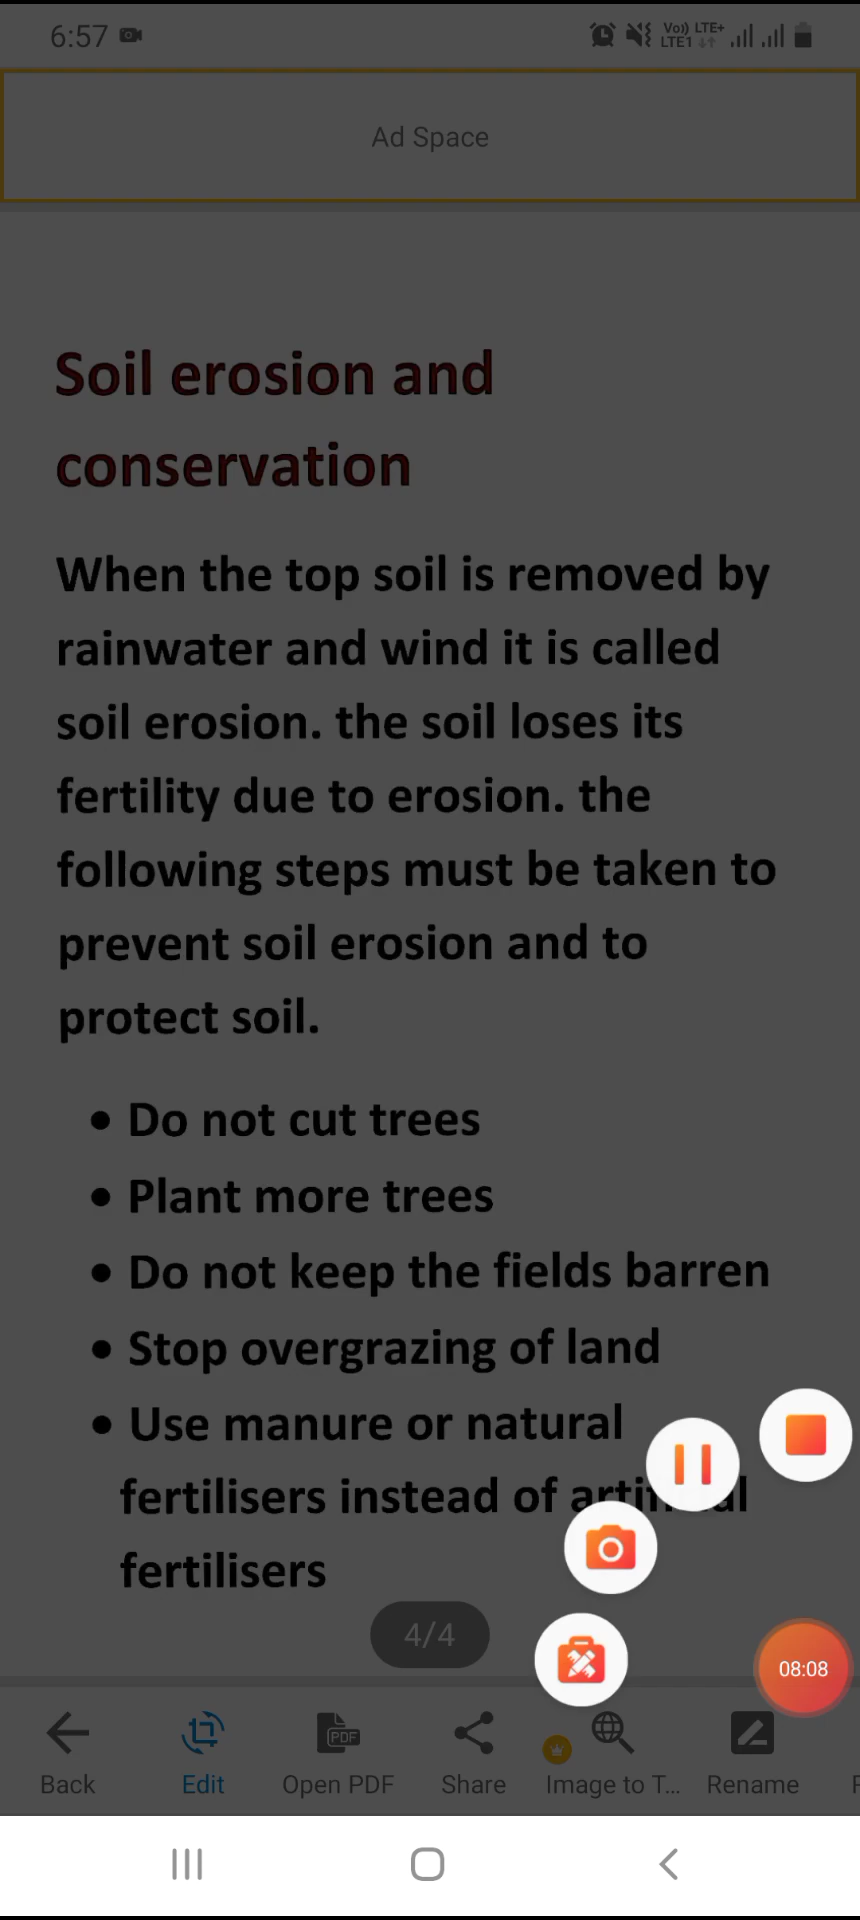 6:57
Vo) LTE+
LTE1
Ad Space
Soil erosion and
conservation
When the top soil is removed by
rainwater and wind it is called
soil erosion. the soil loses its
fertility due to erosion. the
following steps must be taken to
prevent soil erosion and to
protect soil.
• Do not cut trees
• Plant more trees
• Do not keep the fields barren
• Stop overgrazing of land
• Use manure or natural
fertilisers instead of
fertilisers
4/4
08:08
PDF
Back Edit Open PDF Share Image to T... Rename